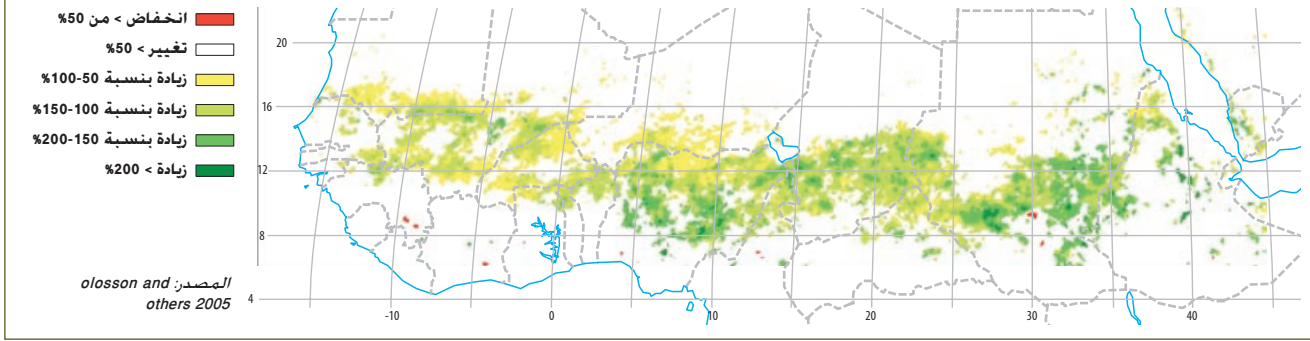 انخفاض > من 50%
تغيير > 50%
زيادة بنسبة 50-100%
زيادة بنسبة 100-150%
زيادة بنسبة 150-200%
زيادة > 200%
المصدر: olosson and
others 2005
20
16
12
8
4
-10
0
10
20
30
40